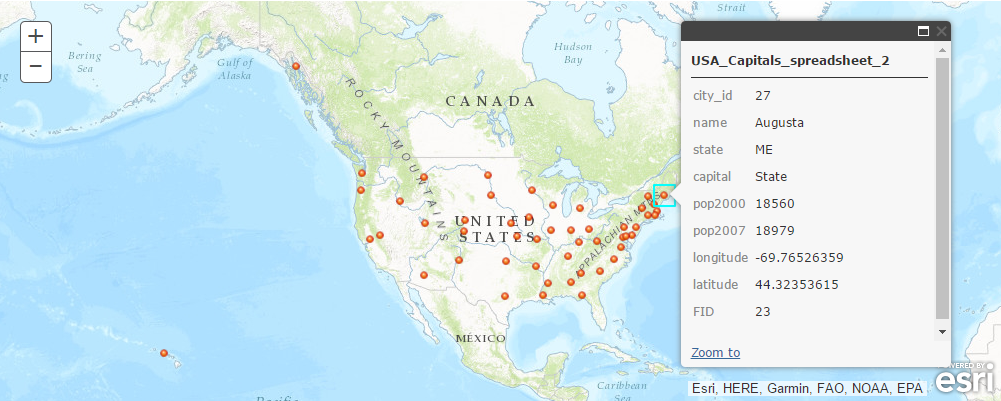 +
−
Bering
Sea
Gulf of
Alaska
Hudson
Bay
Strait
CANADA
ROCKY MOUNTAINS
UNITED
STATES
APPALACHIAN
MÉXICO
Caribbean
Sea
Pacific
USA_Capitals_spreadsheet_2
city_id 27
name Augusta
state ME
capital State
pop2000 18560
pop2007 18979
longitude -69.76526359
latitude 44.32353615
FID 23
Zoom to
POWERED BY
esri
Esri, HERE, Garmin, FAO, NOAA, EPA